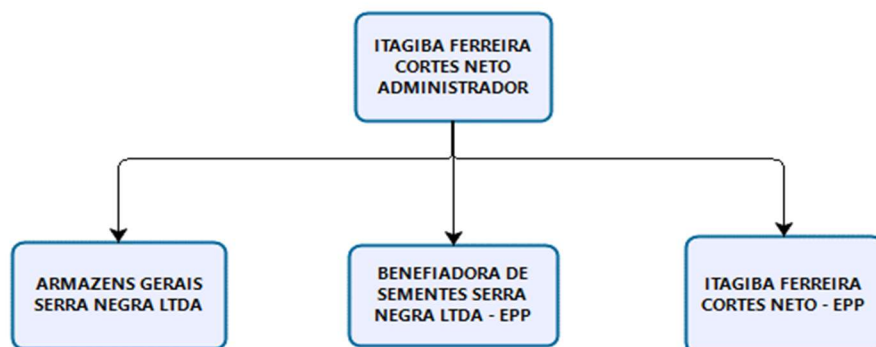 ITAGIBA FERREIRA
CORTES NETO
ADMINISTRADOR
ARMAZENS GERAIS
SERRA NEGRA LTDA
BENEFIADORA DE
SEMENTES SERRA
NEGRA LTDA - EPP
ITAGIBA FERREIRA
CORTES NETO - EPP